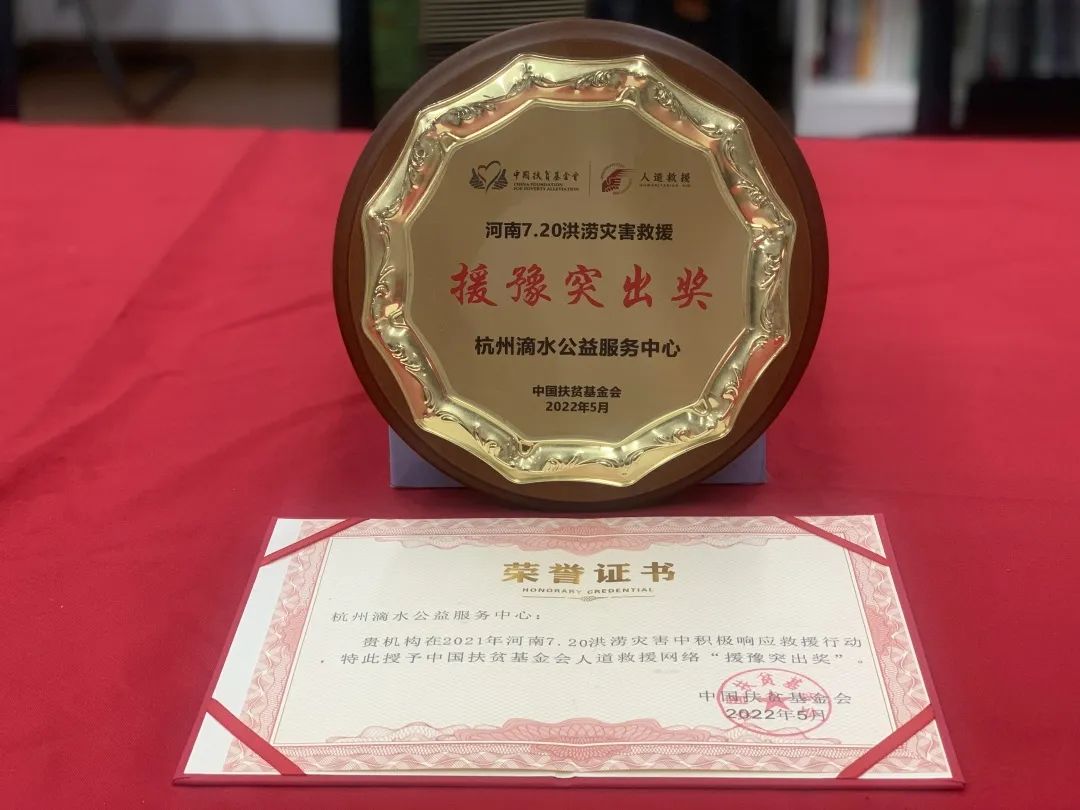 中国扶贫基金會
CHINA FOUNDATION
FOR POVERTY ALLEVIATION
人道救援
HUMANITARIAN AID
河南7.20洪涝灾害救援
援豫突出奖
杭州滴水公益服务中心
中国扶贫基金会
2022年5月
荣誉证书
HONORARY CREDENTIAL
杭州滴水公益服务中心：
贵机构在2021年河南7.20洪涝灾害中积极响应救援行动
，特此授予中国扶贫基金会人道救援网络“援豫突出奖”。
中国扶贫基金会
2022年5月